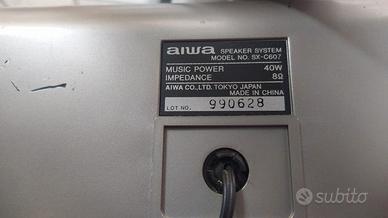 aiwa SPEAKER SYSTEM
MODEL NO. SX-C607
MUSIC POWER 40W
IMPEDANCE 8Ω
AIWA CO.,LTD. TOKYO JAPAN
MADE IN CHINA
LOT NO. 990628
subito